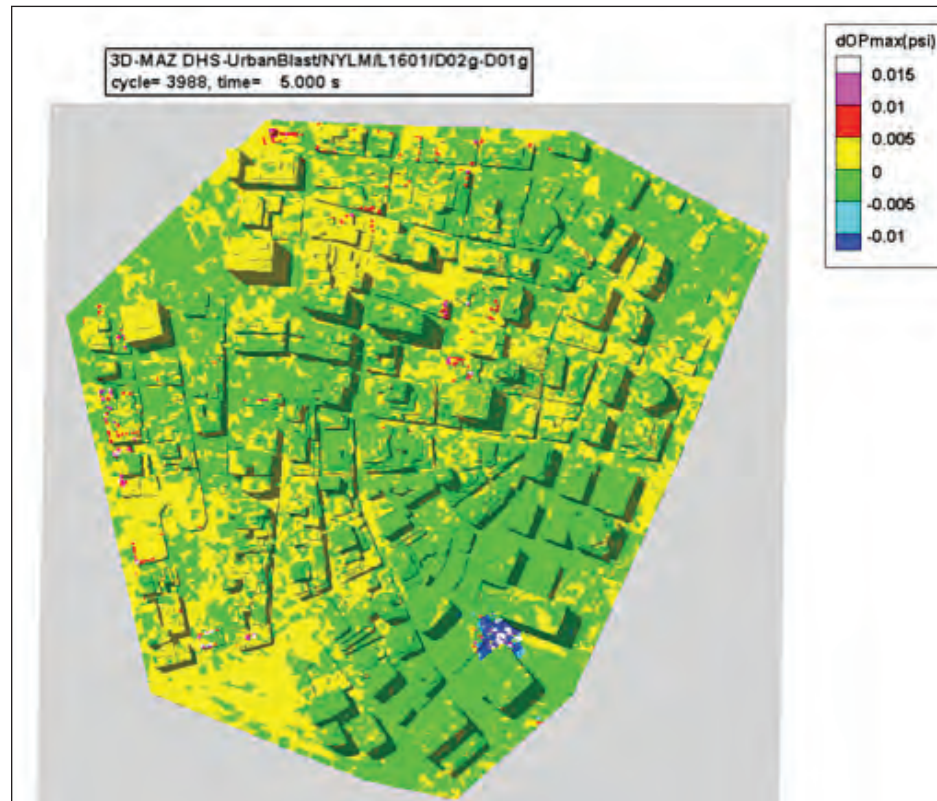 3D-MAZ DHS-UrbanBlast/NYLM/L1601/D02g-D01g
cycle= 3988, time= 5.000 s
dOPmax(psi)
0.015
0.01
0.005
0
-0.005
-0.01